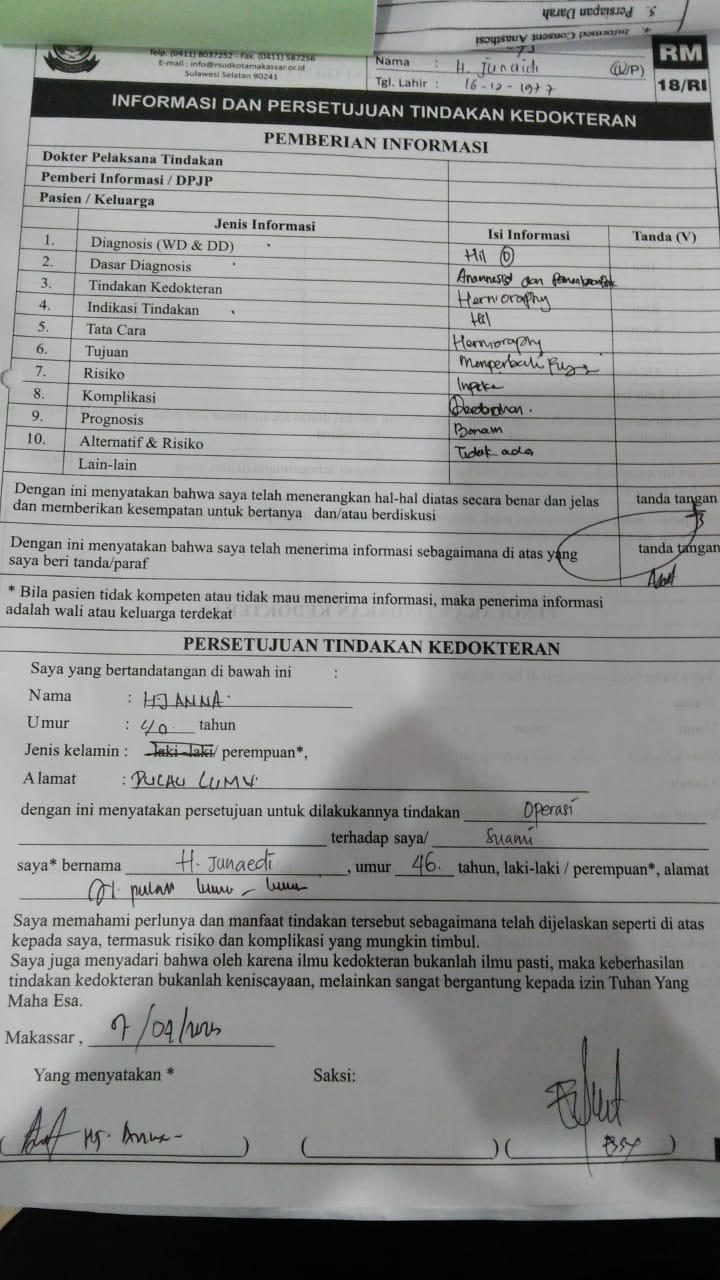 5. Persiapan Darah
4. Informed Consent Anasthesi
Telp. (0411) 8037252 - Fax. (0411) 587256
E-mail : info@rsudkotamakassar.or.id
Sulawesi Selatan 90241
Nama : H. Junaidi (L/P)
Tgl. Lahir : 16-12-1977
RM
18/RI
INFORMASI DAN PERSETUJUAN TINDAKAN KEDOKTERAN
PEMBERIAN INFORMASI
Dokter Pelaksana Tindakan
Pemberi Informasi / DPJP
Pasien / Keluarga
Jenis Informasi Isi Informasi Tanda (V)
1. Diagnosis (WD & DD) Hil (D)
2. Dasar Diagnosis Anamnesis dan
3. Tindakan Kedokteran Hernioraphy
4. Indikasi Tindakan Hil
5. Tata Cara Hernioraphy
6. Tujuan Memperbaiki
7. Risiko
8. Komplikasi Perdarahan.
9. Prognosis Bonam
10. Alternatif & Risiko Tidak ada
Lain-lain
Dengan ini menyatakan bahwa saya telah menerangkan hal-hal diatas secara benar dan jelas tanda tangan
dan memberikan kesempatan untuk bertanya dan/atau berdiskusi
Dengan ini menyatakan bahwa saya telah menerima informasi sebagaimana di atas yang tanda tangan
saya beri tanda/paraf
* Bila pasien tidak kompeten atau tidak mau menerima informasi, maka penerima informasi
adalah wali atau keluarga terdekat
PERSETUJUAN TINDAKAN KEDOKTERAN
Saya yang bertandatangan di bawah ini :
Nama : HJ ANNA.
Umur : 40 tahun
Jenis kelamin : laki-laki/ perempuan*,
Alamat : PULAU
dengan ini menyatakan persetujuan untuk dilakukannya tindakan Operasi
terhadap saya/ Suami
saya* bernama H. Junaedi, umur 46. tahun, laki-laki / perempuan*, alamat
Jl. pulau lumu - lumu
Saya memahami perlunya dan manfaat tindakan tersebut sebagaimana telah dijelaskan seperti di atas
kepada saya, termasuk risiko dan komplikasi yang mungkin timbul.
Saya juga menyadari bahwa oleh karena ilmu kedokteran bukanlah ilmu pasti, maka keberhasilan
tindakan kedokteran bukanlah keniscayaan, melainkan sangat bergantung kepada izin Tuhan Yang
Maha Esa.
Makassar,
Yang menyatakan * Saksi:
( Hj. Anna ) ( ) ( )